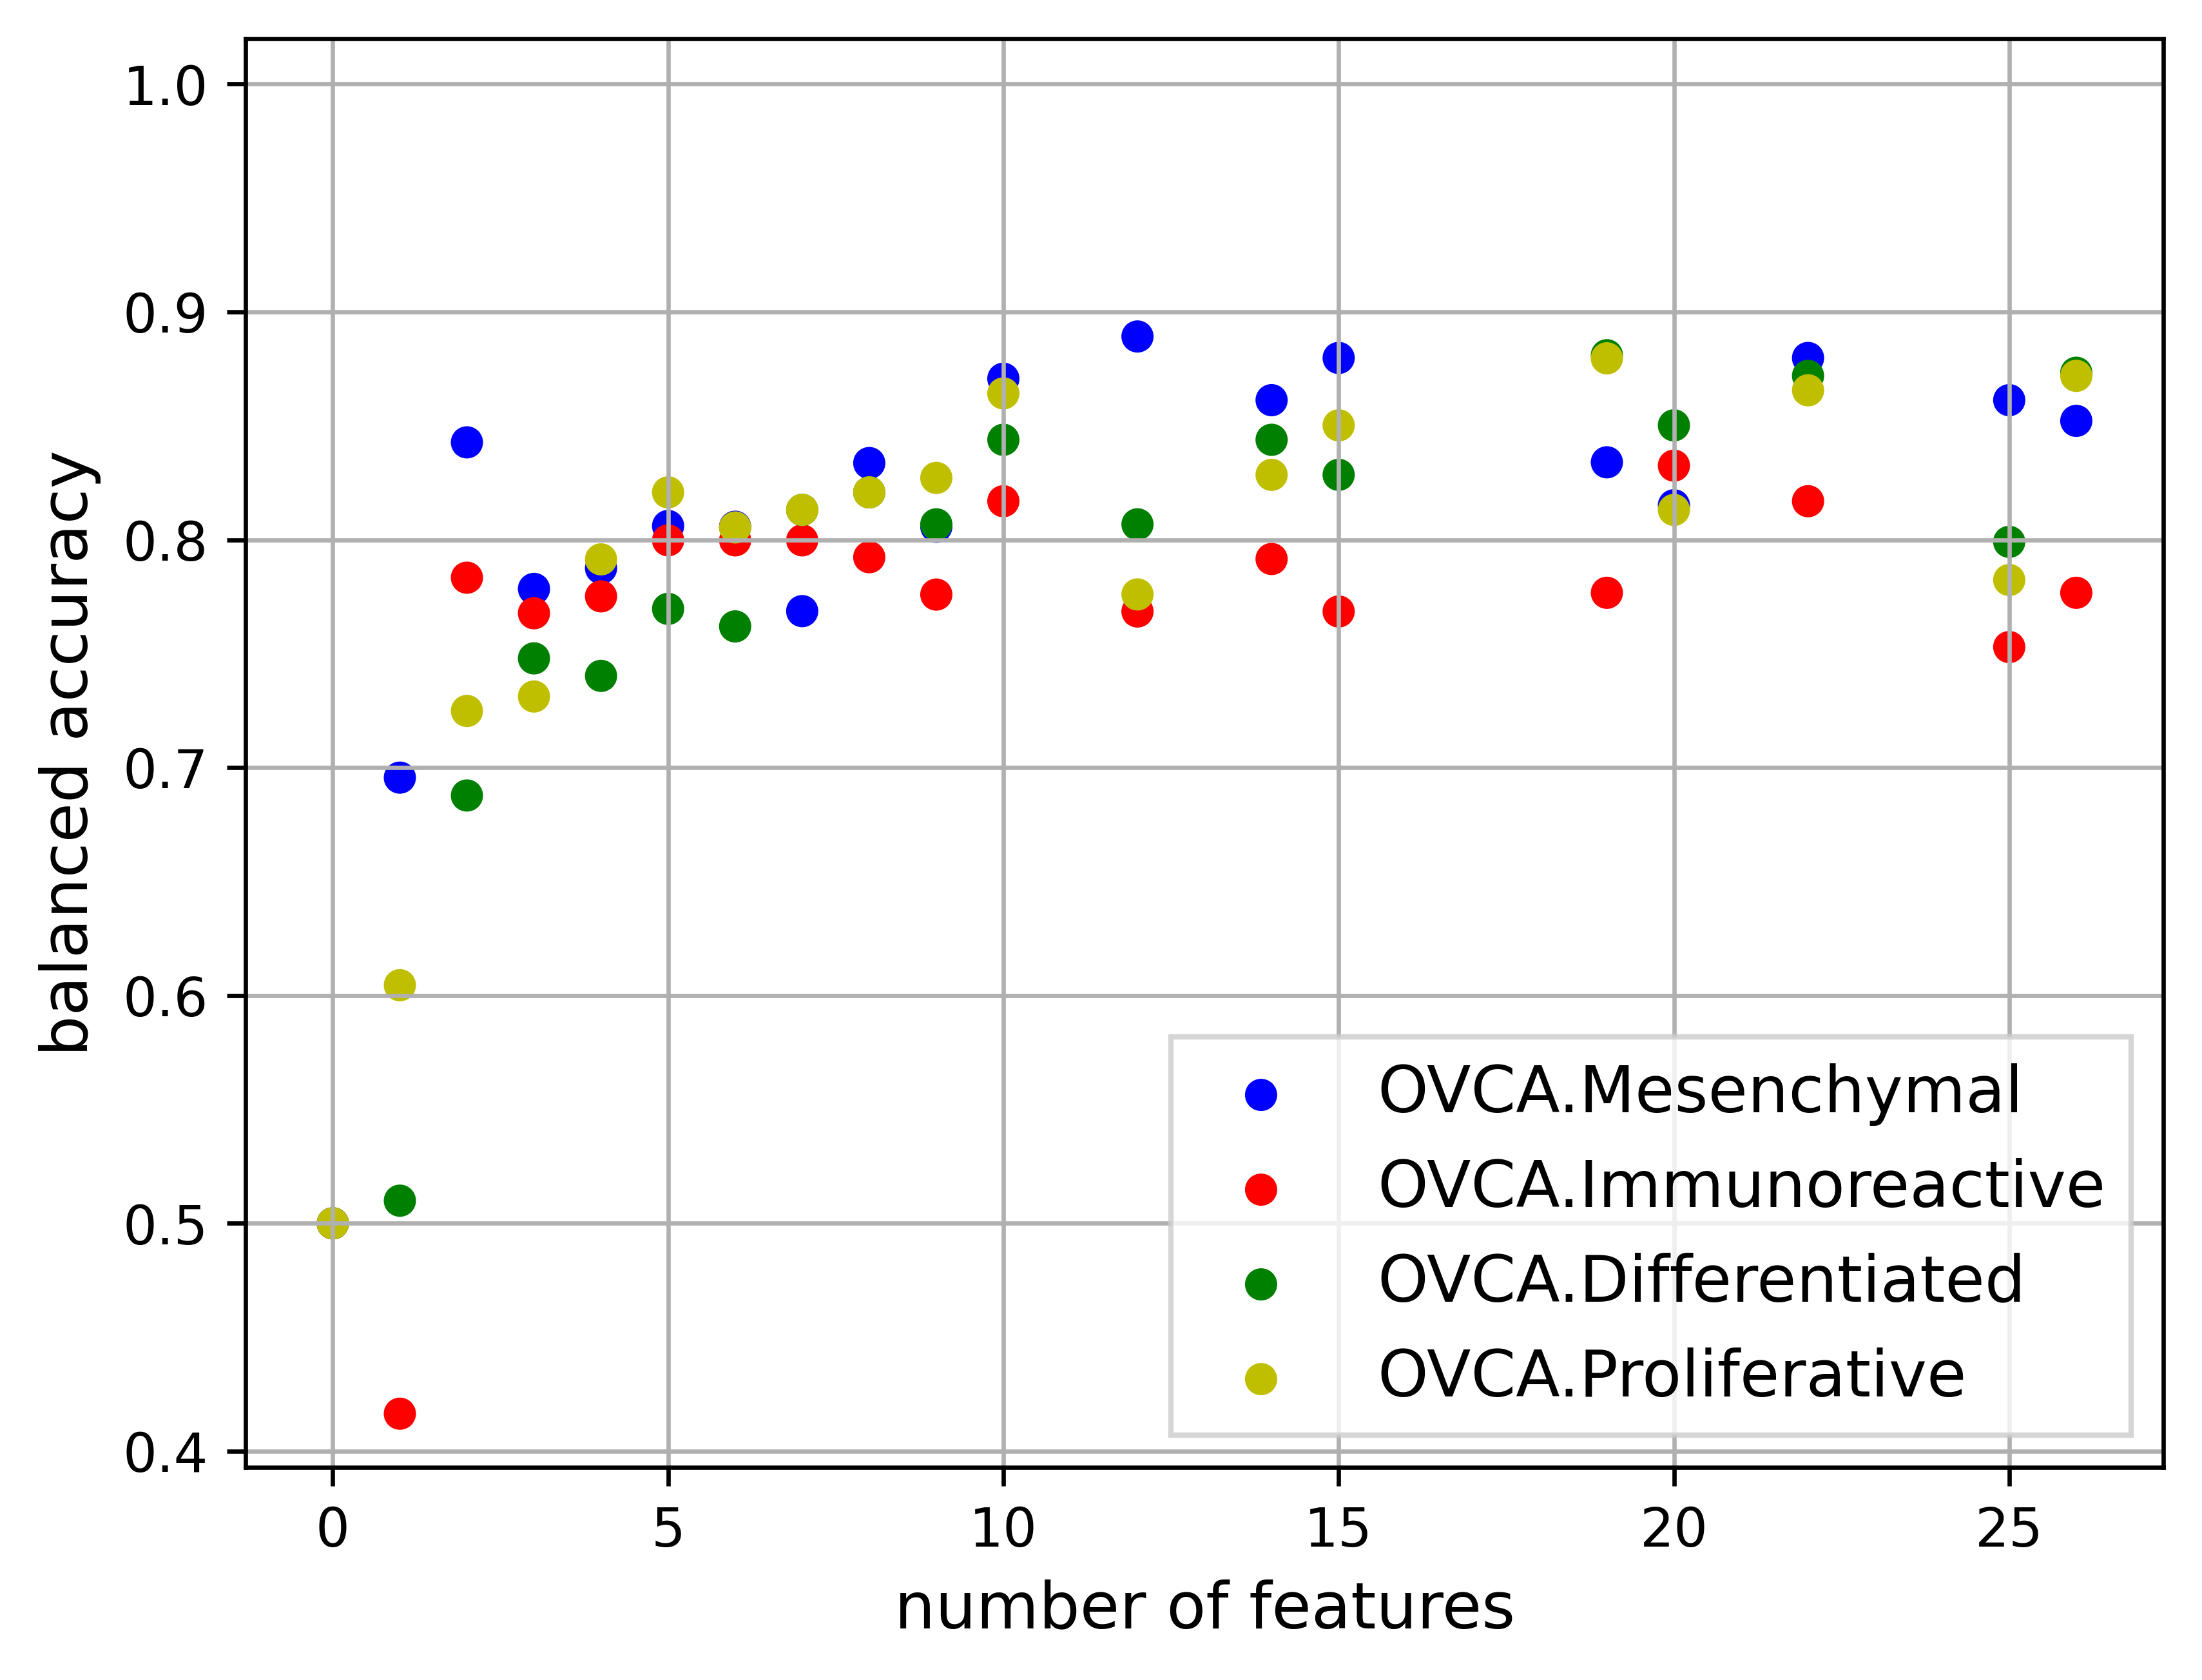 1.0
0.9
0.8
0.7
0.6
0.5
0.4
balanced accuracy
OVCA.Mesenchymal
OVCA.Immunoreactive
OVCA.Differentiated
OVCA.Proliferative
0 5 10 15 20 25
number of features